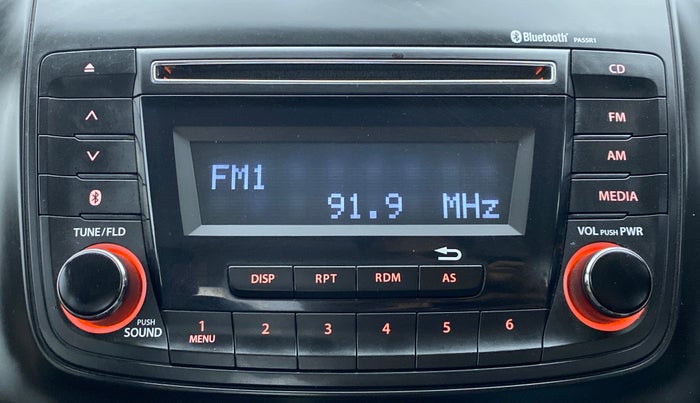 Bluetooth® PA5SR1
CD
FM
AM
MEDIA
FM1
91.9 MHz
TUNE/FLD
VOL PUSH PWR
DISP RPT RDM AS
PUSH
SOUND
1 2 3 4 5 6
MENU